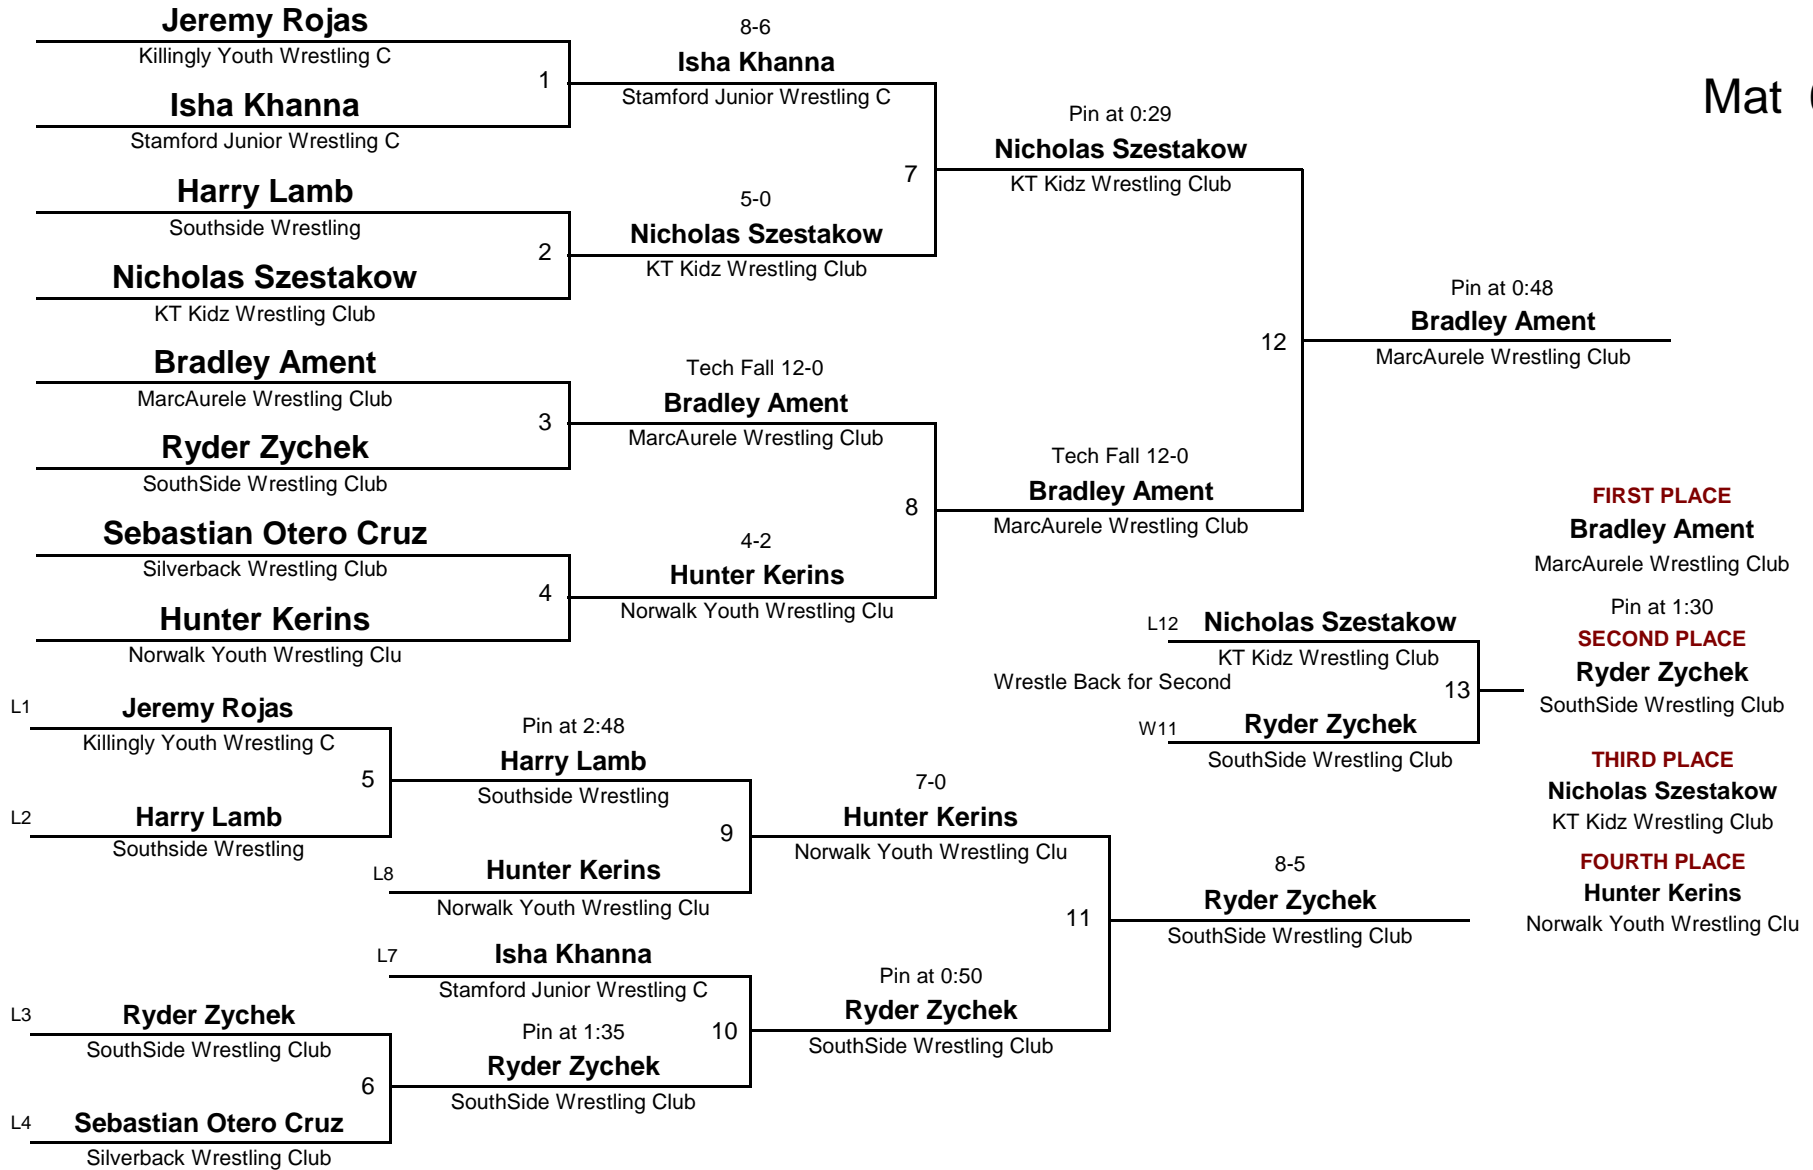 Jeremy Rojas
Killingly Youth Wrestling C
1
Isha Khanna
Stamford Junior Wrestling C
Harry Lamb
Southside Wrestling
2
Nicholas Szestakow
KT Kidz Wrestling Club
Bradley Ament
MarcAurele Wrestling Club
3
Ryder Zychek
SouthSide Wrestling Club
Sebastian Otero Cruz
Silverback Wrestling Club
4
Hunter Kerins
Norwalk Youth Wrestling Clu
8-6
Isha Khanna
Stamford Junior Wrestling C
7
5-0
Nicholas Szestakow
KT Kidz Wrestling Club
Tech Fall 12-0
Bradley Ament
MarcAurele Wrestling Club
8
4-2
Hunter Kerins
Norwalk Youth Wrestling Clu
Pin at 0:29
Nicholas Szestakow
KT Kidz Wrestling Club
12
Tech Fall 12-0
Bradley Ament
MarcAurele Wrestling Club
Mat
Pin at 0:48
Bradley Ament
MarcAurele Wrestling Club
L1
Jeremy Rojas
Killingly Youth Wrestling C
5
L2
Harry Lamb
Southside Wrestling
L3
Ryder Zychek
SouthSide Wrestling Club
6
L4
Sebastian Otero Cruz
Silverback Wrestling Club
Pin at 2:48
Harry Lamb
Southside Wrestling
9
L8
Hunter Kerins
Norwalk Youth Wrestling Clu
L7
Isha Khanna
Stamford Junior Wrestling C
10
Pin at 1:35
Ryder Zychek
SouthSide Wrestling Club
7-0
Hunter Kerins
Norwalk Youth Wrestling Clu
11
Pin at 0:50
Ryder Zychek
SouthSide Wrestling Club
8-5
Ryder Zychek
SouthSide Wrestling Club
L12
Nicholas Szestakow
KT Kidz Wrestling Club
Wrestle Back for Second
13
W11
Ryder Zychek
SouthSide Wrestling Club
FIRST PLACE
Bradley Ament
MarcAurele Wrestling Club
Pin at 1:30
SECOND PLACE
Ryder Zychek
SouthSide Wrestling Club
THIRD PLACE
Nicholas Szestakow
KT Kidz Wrestling Club
FOURTH PLACE
Hunter Kerins
Norwalk Youth Wrestling Clu